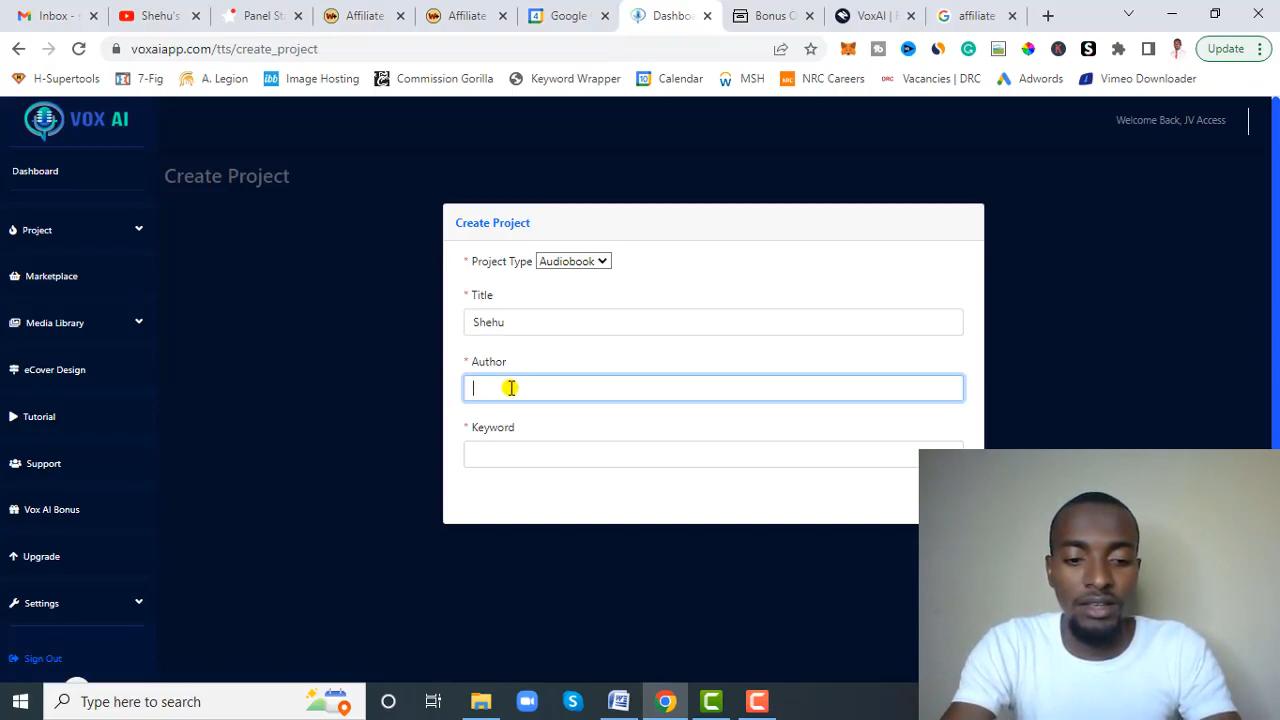 Inbox -
Shehu's
Panel Sta
Affiliate
Affiliate
Google
Dashbo
Bonus C
VoxAI |
affiliate
voxaiapp.com/tts/create_project
Update
H-Supertools
7-Fig
A. Legion
Image Hosting
Commission Gorilla
Keyword Wrapper
Calendar
MSH
NRC Careers
Vacancies | DRC
Adwords
Vimeo Downloader
VOX AI
Welcome Back, JV Access
Dashboard
Create Project
Project
Marketplace
Media Library
eCover Design
Tutorial
Support
Vox AI Bonus
Upgrade
Settings
Sign Out
Create Project
* Project Type Audiobook
* Title
Shehu
* Author
* Keyword
Type here to search